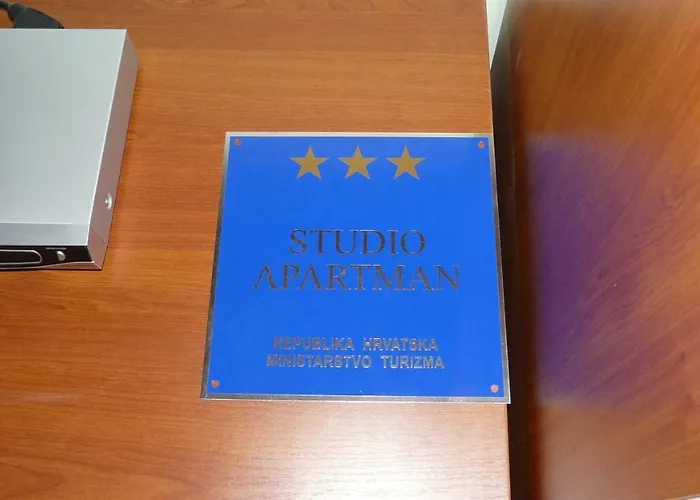 STUDIO
APARTMAN
REPUBLIKA HRVATSKA
MINISTARSTVO TURIZMA